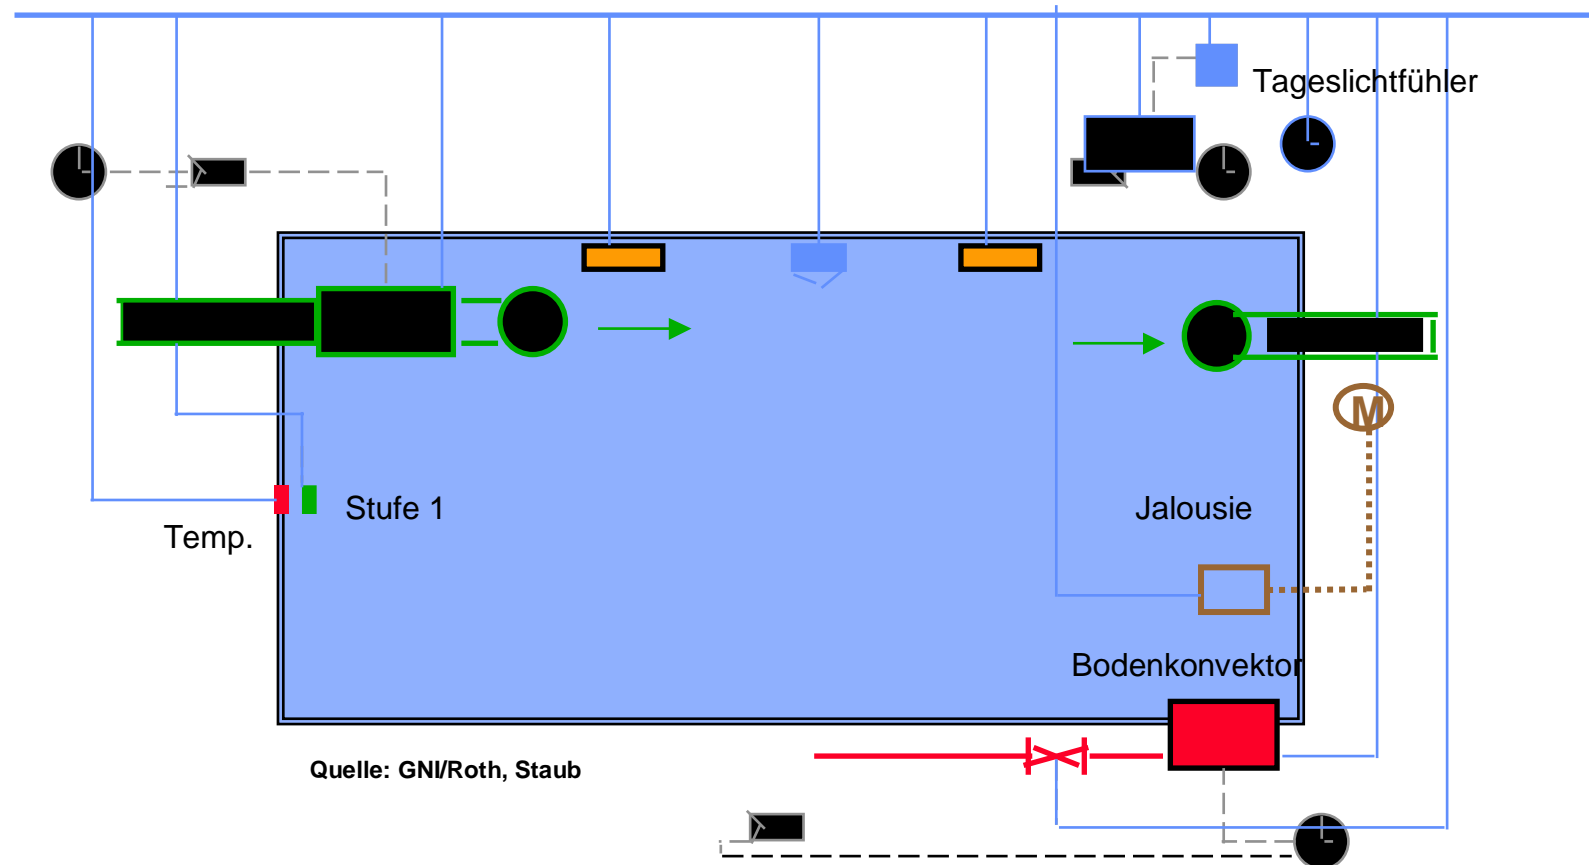 Tageslichtfühler
M
Stufe 1
Jalousie
Temp.
Bodenkonvektor
Quelle: GNI/Roth, Staub